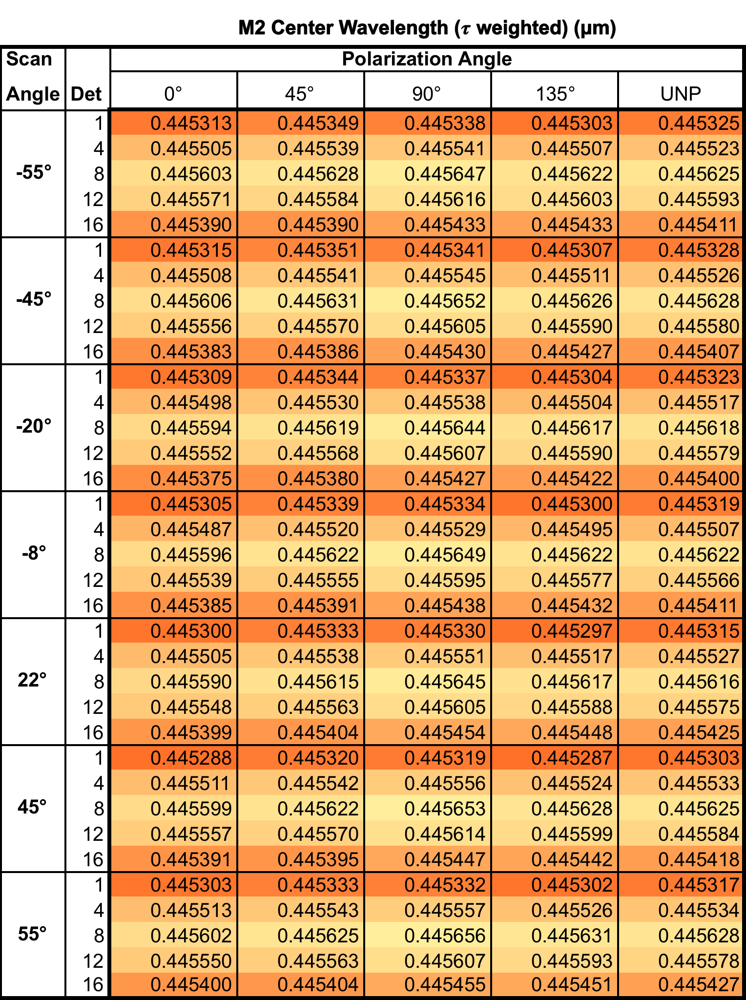 M2 Center Wavelength (τ weighted) (µm)
Scan Polarization Angle
Angle Det 0° 45° 90° 135° UNP
1 0.445313 0.445349 0.445338 0.445303 0.445325
4 0.445505 0.445539 0.445541 0.445507 0.445523
-55° 8 0.445603 0.445628 0.445647 0.445622 0.445625
12 0.445571 0.445584 0.445616 0.445603 0.445593
16 0.445390 0.445390 0.445433 0.445433 0.445411
1 0.445315 0.445351 0.445341 0.445307 0.445328
4 0.445508 0.445541 0.445545 0.445511 0.445526
-45° 8 0.445606 0.445631 0.445652 0.445626 0.445628
12 0.445556 0.445570 0.445605 0.445590 0.445580
16 0.445383 0.445386 0.445430 0.445427 0.445407
1 0.445309 0.445344 0.445337 0.445304 0.445323
4 0.445498 0.445530 0.445538 0.445504 0.445517
-20° 8 0.445594 0.445619 0.445644 0.445617 0.445618
12 0.445552 0.445568 0.445607 0.445590 0.445579
16 0.445375 0.445380 0.445427 0.445422 0.445400
1 0.445305 0.445339 0.445334 0.445300 0.445319
4 0.445487 0.445520 0.445529 0.445495 0.445507
-8° 8 0.445596 0.445622 0.445649 0.445622 0.445622
12 0.445539 0.445555 0.445595 0.445577 0.445566
16 0.445385 0.445391 0.445438 0.445432 0.445411
1 0.445300 0.445333 0.445330 0.445297 0.445315
4 0.445505 0.445538 0.445551 0.445517 0.445527
22° 8 0.445590 0.445615 0.445645 0.445617 0.445616
12 0.445548 0.445563 0.445605 0.445588 0.445575
16 0.445399 0.445404 0.445454 0.445448 0.445425
1 0.445288 0.445320 0.445319 0.445287 0.445303
4 0.445511 0.445542 0.445556 0.445524 0.445533
45° 8 0.445599 0.445622 0.445653 0.445628 0.445625
12 0.445557 0.445570 0.445614 0.445599 0.445584
16 0.445391 0.445395 0.445447 0.445442 0.445418
1 0.445303 0.445333 0.445332 0.445302 0.445317
4 0.445513 0.445543 0.445557 0.445526 0.445534
55° 8 0.445602 0.445625 0.445656 0.445631 0.445628
12 0.445550 0.445563 0.445607 0.445593 0.445578
16 0.445400 0.445404 0.445455 0.445451 0.445427